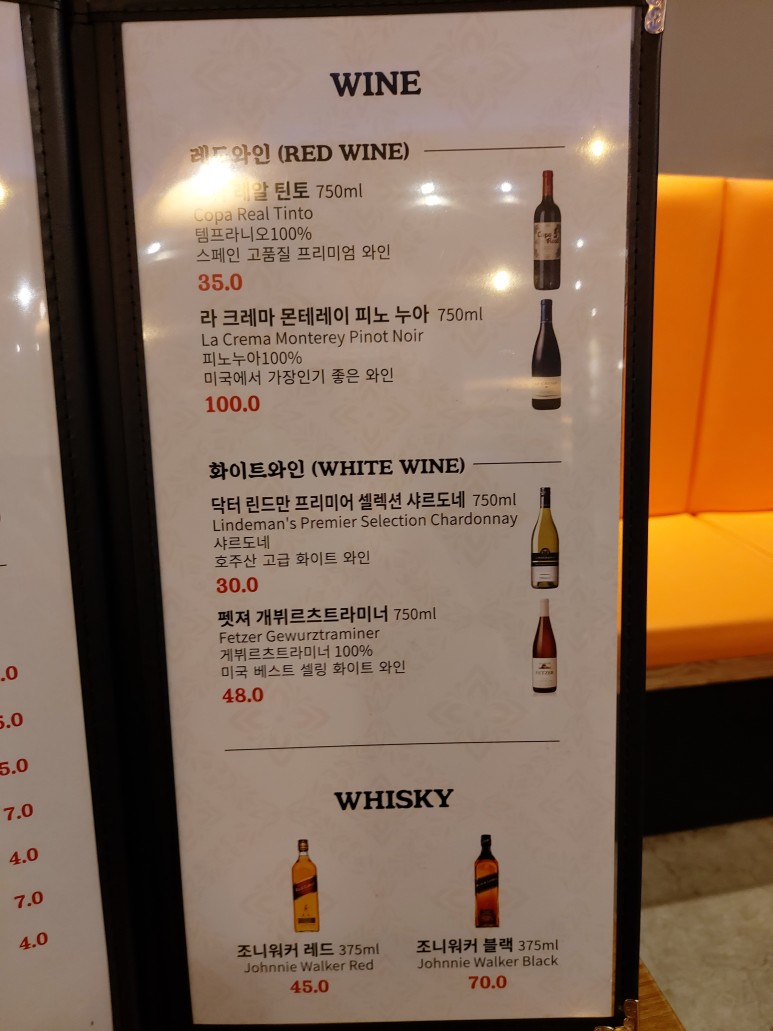 WINE
레드와인 (RED WINE)
레알 틴토 750ml
Copa Real Tinto
템프라니오100%
스페인 고품질 프리미엄 와인
35.0
라 크레마 몬테레이 피노 누아 750ml
La Crema Monterey Pinot Noir
피노누아100%
미국에서 가장인기 좋은 와인
100.0
화이트와인 (WHITE WINE)
닥터 린드만 프리미어 셀렉션 샤르도네 750ml
Lindeman's Premier Selection Chardonnay
샤르도네
호주산 고급 화이트 와인
30.0
펫져 개뷔르츠트라미너 750ml
Fetzer Gewurztraminer
게뷔르츠트라미너 100%
미국 베스트 셀링 화이트 와인
48.0
WHISKY
조니워커 레드 375ml
Johnnie Walker Red
45.0
조니워커 블랙 375ml
Johnnie Walker Black
70.0
.0
5.0
5.0
7.0
4.0
7.0
4.0